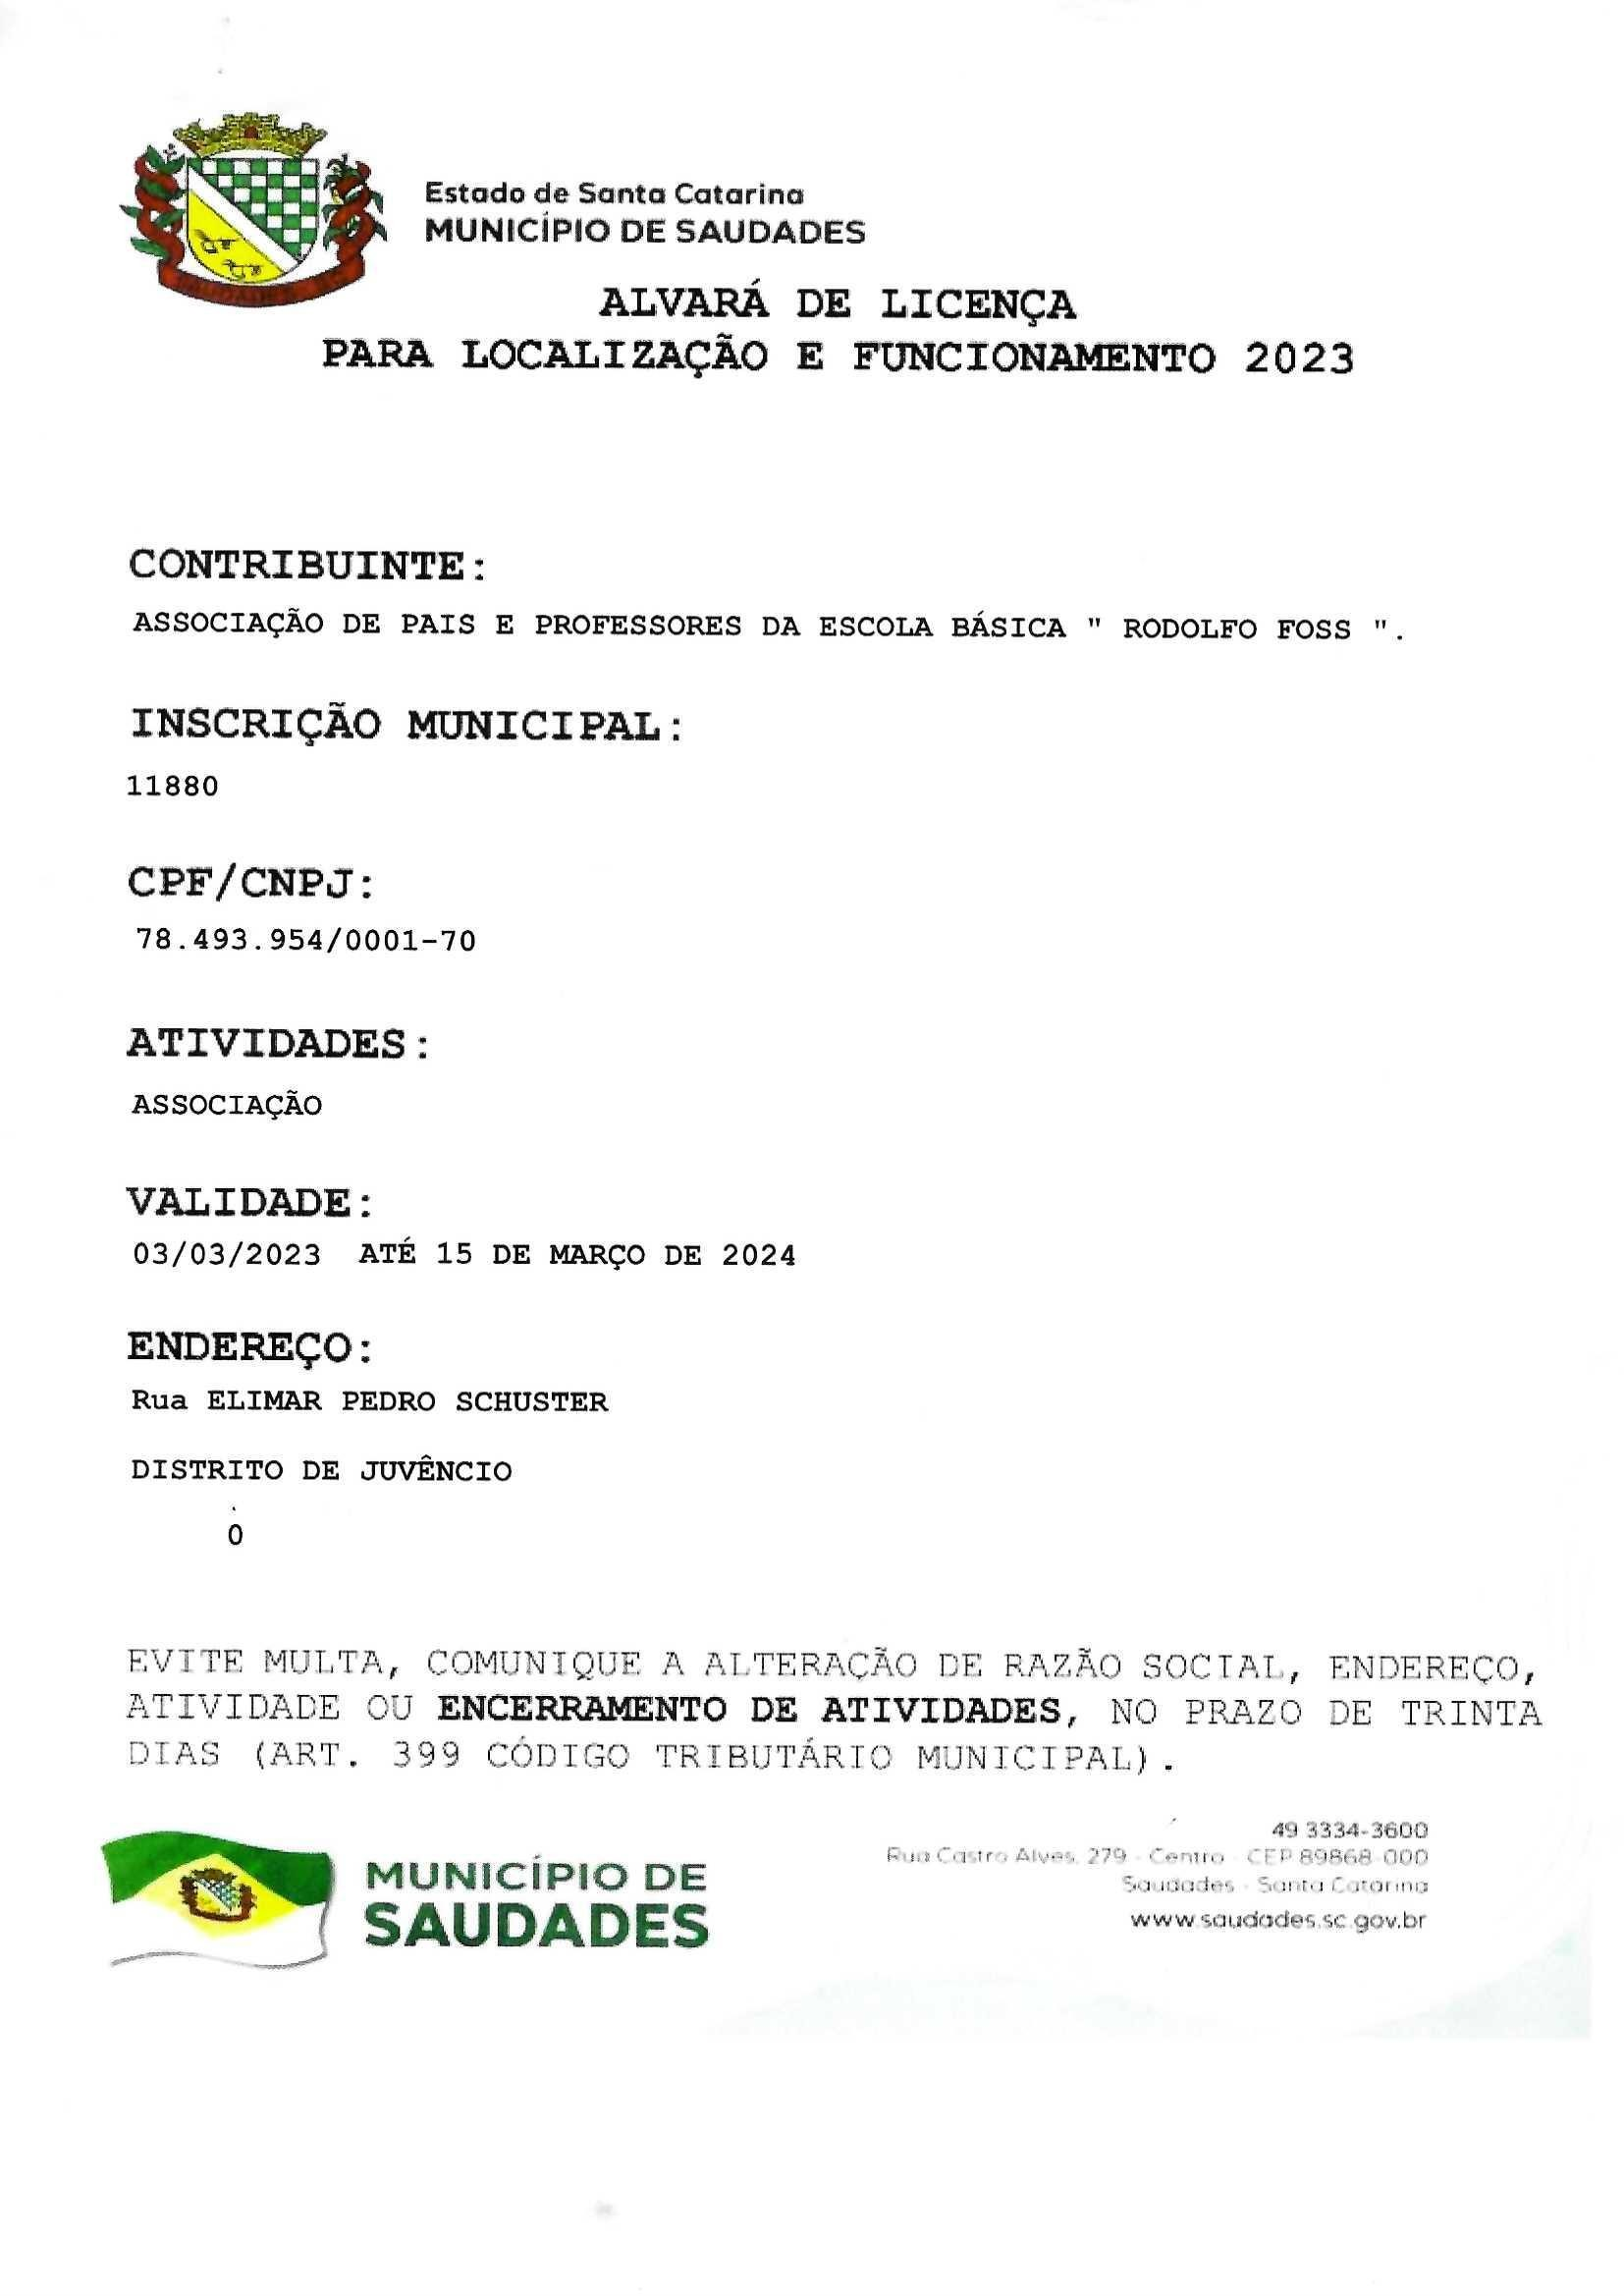 Estado de Santa Catarina
MUNICÍPIO DE SAUDADES
ALVARÁ DE LICENÇA
PARA LOCALIZAÇÃO E FUNCIONAMENTO 2023
CONTRIBUINTE:
ASSOCIAÇÃO DE PAIS E PROFESSORES DA ESCOLA BÁSICA " RODOLFO FOSS ".
INSCRIÇÃO MUNICIPAL:
11880
CPF/CNPJ:
78.493.954/0001-70
ATIVIDADES:
ASSOCIAÇÃO
VALIDADE:
03/03/2023 ATÉ 15 DE MARÇO DE 2024
ENDEREÇO:
Rua ELIMAR PEDRO SCHUSTER
DISTRITO DE JUVÊNCIO
0
EVITE MULTA, COMUNIQUE A ALTERAÇÃO DE RAZÃO SOCIAL, ENDEREÇO,
ATIVIDADE OU ENCERRAMENTO DE ATIVIDADES, NO PRAZO DE TRINTA
DIAS (ART. 399 CÓDIGO TRIBUTÁRIO MUNICIPAL).
MUNICÍPIO DE
SAUDADES
49 3334-3600
Rua Castro Alves, 279 - Centro - CEP 89868-000
Saudades - Santa Catarina
www.saudades.sc.gov.br